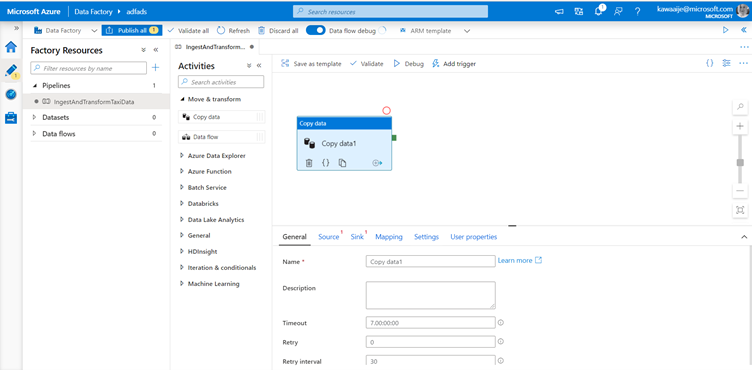 Microsoft Azure Data Factory ▸ adfads Search resources kawaaije@microsoft.com
MICROSOFT
1
Data Factory Publish all 1 Validate all Refresh Discard all Data flow debug ARM template
Factory Resources
Filter resources by name
Pipelines 1
IngestAndTransformTaxiData
Datasets 0
Data flows 0
IngestAndTransform...
Activities
Search activities
Move & transform
Copy data
Data flow
Azure Data Explorer
Azure Function
Batch Service
Databricks
Data Lake Analytics
General
HDInsight
Iteration & conditionals
Machine Learning
Save as template Validate Debug Add trigger
Copy data
Copy data1
General Source 1 Sink 1 Mapping Settings User properties
Name * Copy data1 Learn more
Description
Timeout 7.00:00:00
Retry 0
Retry interval 30